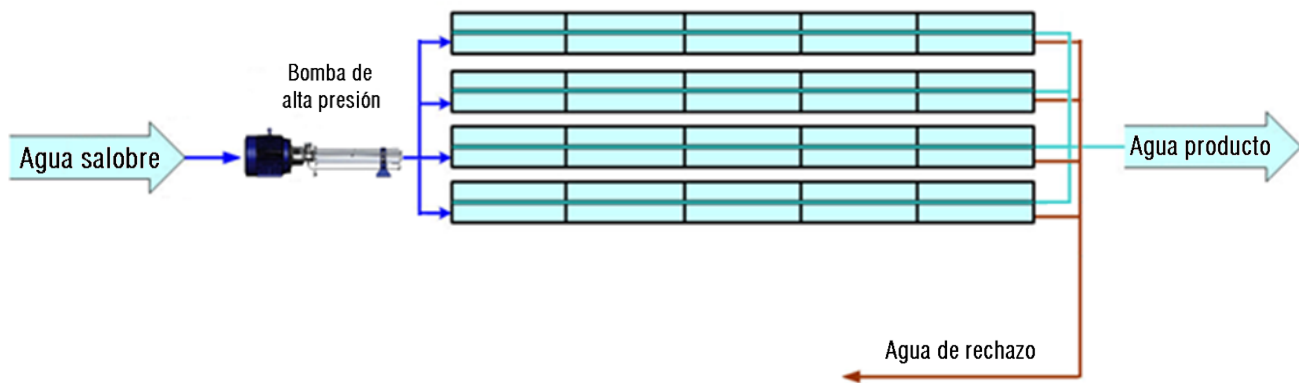 Bomba de
alta presión
Agua salobre
Agua producto
Agua de rechazo